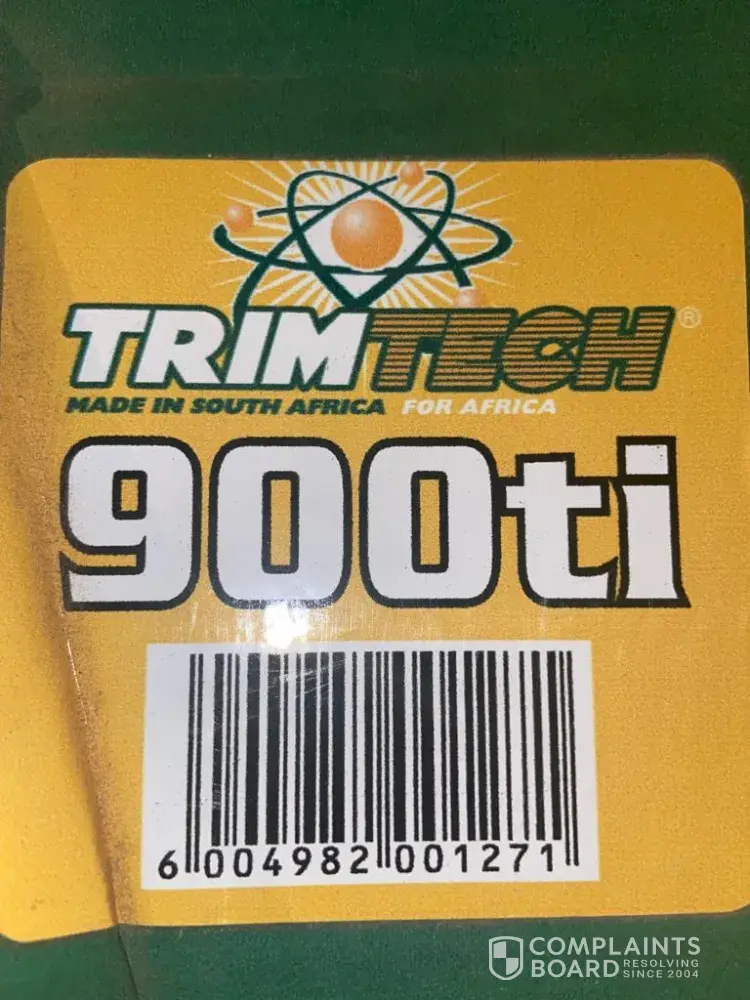 TRIMTECH®
MADE IN SOUTH AFRICA FOR AFRICA
900ti
6 004982 001271
COMPLAINTS
BOARD RESOLVING
SINCE 2004